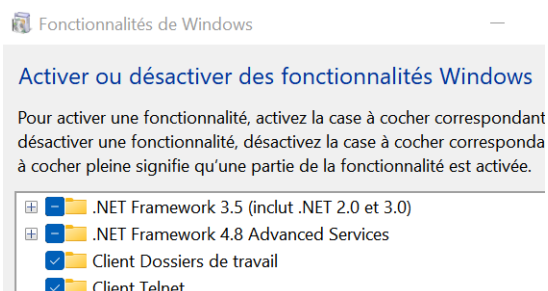 Fonctionnalités de Windows
Activer ou désactiver des fonctionnalités Windows
Pour activer une fonctionnalité, activez la case à cocher correspondant
désactiver une fonctionnalité, désactivez la case à cocher corresponda
à cocher pleine signifie qu’une partie de la fonctionnalité est activée.
.NET Framework 3.5 (inclut .NET 2.0 et 3.0)
.NET Framework 4.8 Advanced Services
Client Dossiers de travail
Client Telnet